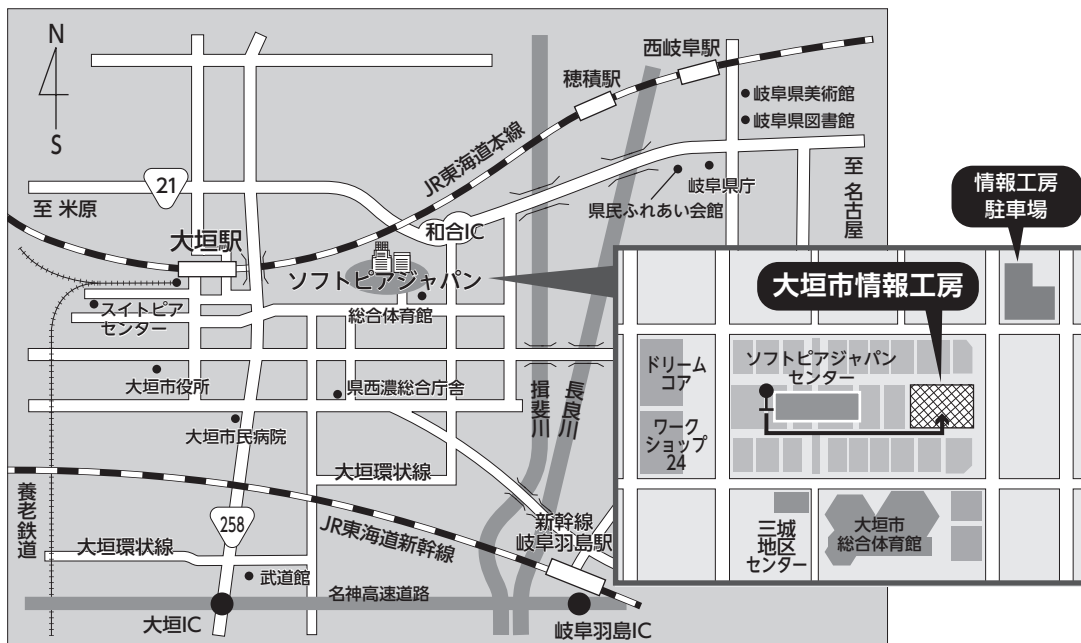 N
S
西岐阜駅
穂積駅
岐阜県美術館
岐阜県図書館
JR東海道本線
21
至 米原
大垣駅
和合IC
岐阜県庁
県民ふれあい会館
至 名古屋
情報工房
駐車場
ソフトピアジャパン
大垣市情報工房
スイトピア
センター
総合体育館
大垣市役所
県西濃総合庁舎
大垣市民病院
揖斐川
長良川
ドリーム
コア
ソフトピアジャパン
センター
ワーク
ショップ
24
大垣環状線
養老鉄道
258
JR東海道新幹線
新幹線
岐阜羽島駅
大垣環状線
武道館
名神高速道路
大垣IC
岐阜羽島IC
三城
地区
センター
大垣市
総合体育館